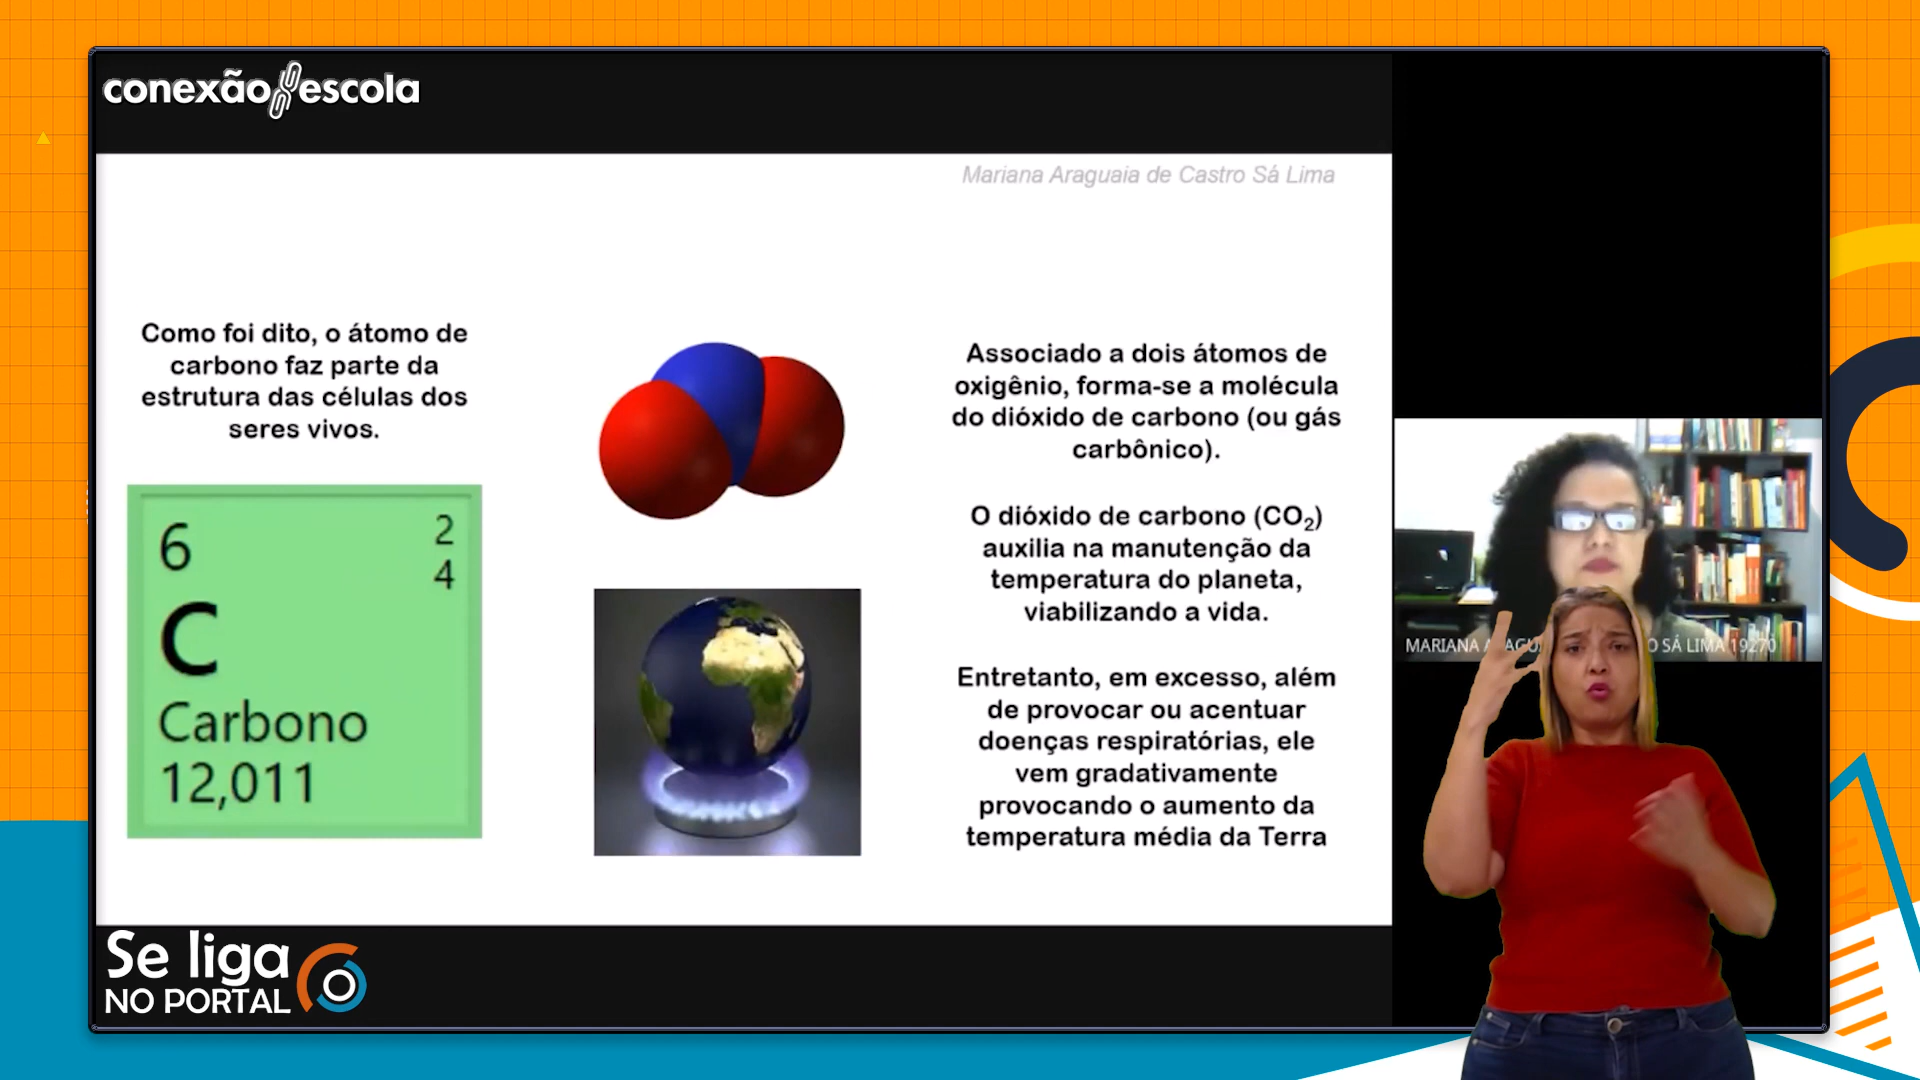 conexão escola
Mariana Araguaia de Castro Sá Lima
Como foi dito, o átomo de
carbono faz parte da
estrutura das células dos
seres vivos.
6
2
4
C
Carbono
12,011
Associado a dois átomos de
oxigênio, forma-se a molécula
do dióxido de carbono (ou gás
carbônico).
O dióxido de carbono (CO₂)
auxilia na manutenção da
temperatura do planeta,
viabilizando a vida.
Entretanto, em excesso, além
de provocar ou acentuar
doenças respiratórias, ele
vem gradativamente
provocando o aumento da
temperatura média da Terra
MARIANA SÁ LIMA 19270
Se liga
NO PORTAL